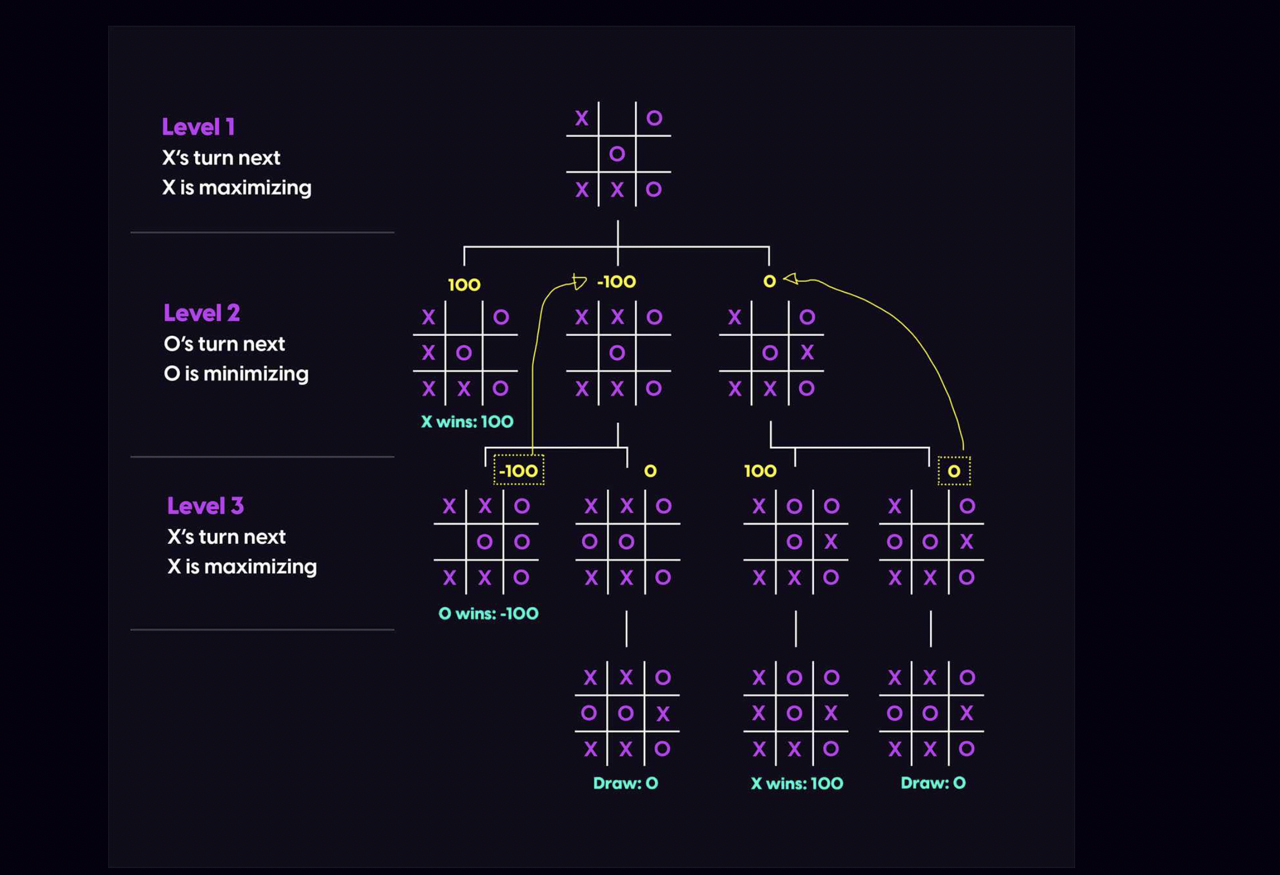 Level 1
X's turn next
X is maximizing
X O
O
X X O
100 -100 0
Level 2
O's turn next
O is minimizing
X O
X O
X X O
X wins: 100
X X O
O
X X O
X O
O X
X X O
-100 0 100 0
Level 3
X's turn next
X is maximizing
X X O
O O
X X O
O wins: -100
X X O
O O
X X O
X O O
O X
X X O
X O
O O X
X X O
X X O
O O X
X X O
Draw: 0
X O O
X O X
X X O
X wins: 100
X X O
O O X
X X O
Draw: 0